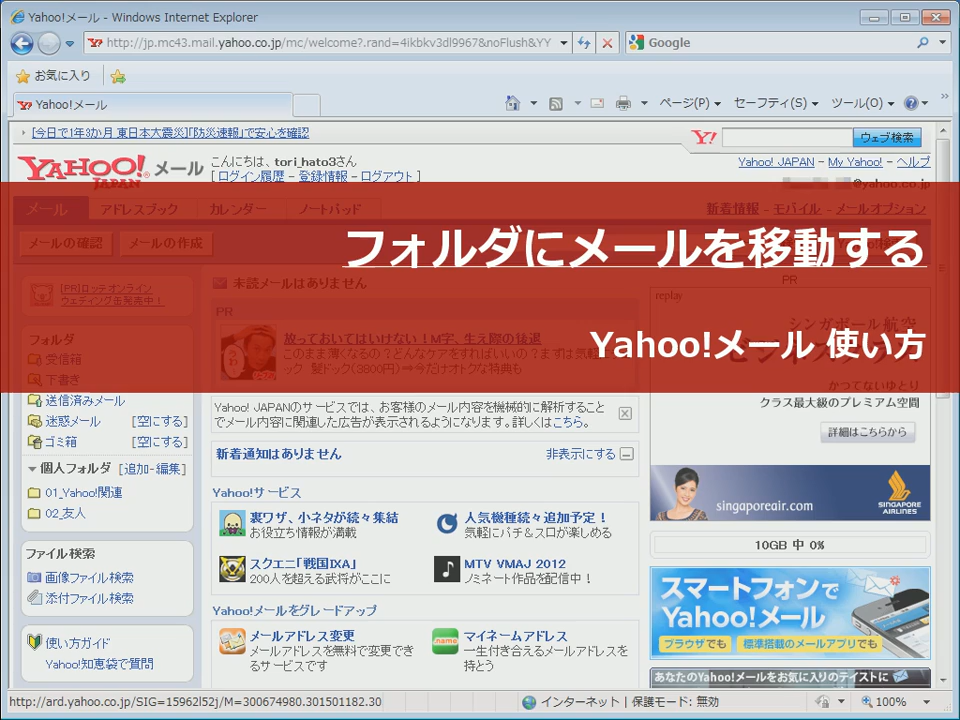 Yahoo!メール - Windows Internet Explorer
http://jp.mc43.mail.yahoo.co.jp/mc/welcome?.rand=4ikbkv3dl9967&noFlush&YY
Google
お気に入り
Yahoo!メール
ページ(P)
セーフティ(S)
ツール(O)
[今日で1年3か月 東日本大震災]「防災速報」で安心を確認
Y!
ウェブ検索
YAHOO! JAPAN メール
こんにちは、tori_hato3さん
[ ログイン履歴 - 登録情報 - ログアウト ]
Yahoo! JAPAN - My Yahoo! - ヘルプ
@yahoo.co.jp
メール
アドレスブック
カレンダー
ノートパッド
新着情報 - モバイル - メールオプション
メールの確認
メールの作成
フォルダにメールを移動する
Yahoo!メール 使い方
[PR]ロッテオンライン
ウェディング缶発売中！
未読メールはありません
PR
放っておいてはいけない！M字、生え際の後退
このまま薄くなるの？どんなケアをすればいいの？まずは気軽に
ック 髪ドック(3900円)⇒今だけオトクな特典も
うわ
フォルダ
受信箱
下書き
送信済みメール
迷惑メール [空にする]
ゴミ箱 [空にする]
個人フォルダ [追加-編集]
01_Yahoo!関連
02_友人
ファイル検索
画像ファイル検索
添付ファイル検索
使い方ガイド
Yahoo!知恵袋で質問
Yahoo! JAPANのサービスでは、お客様のメール内容を機械的に解析すること
でメール内容に関連した広告が表示されるようになります。詳しくはこちら。
新着通知はありません
非表示にする
Yahoo!サービス
裏ワザ、小ネタが続々集結
お役立ち情報が満載
人気機種続々追加予定！
気軽にパチ&スロが楽しめる
スクエニ「戦国IXA」
200人を超える武将がここに
MTV VMAJ 2012
ノミネート作品を配信中！
Yahoo!メールをグレードアップ
メールアドレス変更
メールアドレスを無料で変更でき
るサービスです
.name
マイネームアドレス
一生付き合えるメールアドレスを
持とう
PR
replay
シンガポール航空
かつてないゆとり
クラス最大級のプレミアム空間
詳細はこちらから
singaporeair.com
SINGAPORE AIRLINES
10GB 中 0%
スマートフォンで
Yahoo!メール
ブラウザでも
標準搭載のメールアプリでも
あなたのYahoo!メールをお気に入りのテイストに
http://ard.yahoo.co.jp/SIG=15962l52j/M=300674980.301501182.30
インターネット | 保護モード: 無効
100%